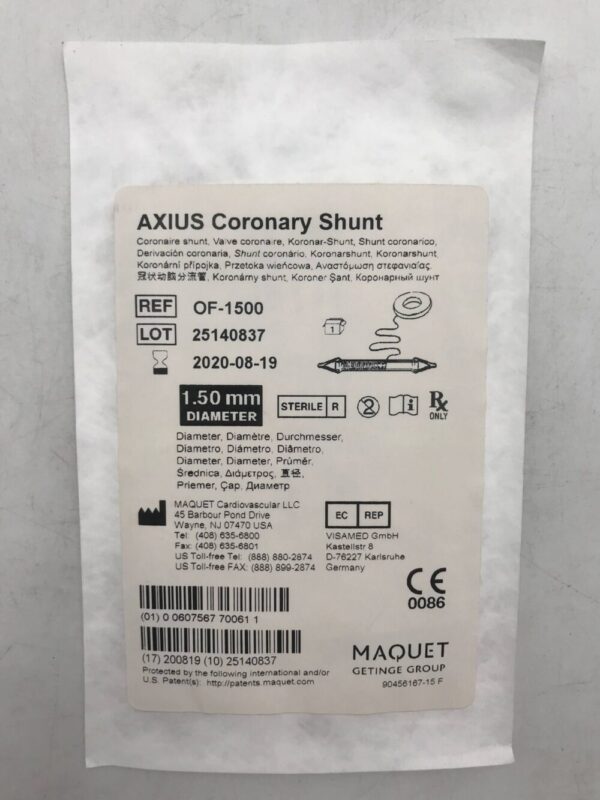 AXIUS Coronary Shunt
Coronaire shunt, Valve coronaire, Koronar-Shunt, Shunt coronarico,
Derivación coronaria, Shunt coronário, Koronarshunt, Koronarshunt,
Koronární přípojka, Przetoka wieńcowa, Αναστόμωση στεφανιαίας,
冠状动脉分流管, Koronárny shunt, Koroner Şant, Коронарный шунт
REF OF-1500
LOT 25140837
2020-08-19
1
1.50 mm
DIAMETER
STERILE R
2
i
Rx
ONLY
Diameter, Diamètre, Durchmesser,
Diametro, Diámetro, Diâmetro,
Diameter, Diameter, Průměr,
Średnica, Διάμετρος, 直径,
Priemer, Çap, Диаметр
MAQUET Cardiovascular LLC
45 Barbour Pond Drive
Wayne, NJ 07470 USA
Tel: (408) 635-6800
Fax: (408) 635-6801
US Toll-free Tel: (888) 880-2874
US Toll-free FAX: (888) 899-2874
EC REP
VISAMED GmbH
Kastellstr 8
D-76227 Karlsruhe
Germany
CE
0086
(01) 0 0607567 70061 1
(17) 200819 (10) 25140837
Protected by the following international and/or
U.S. Patent(s): http://patents.maquet.com
MAQUET
GETINGE GROUP
90456167-15 F